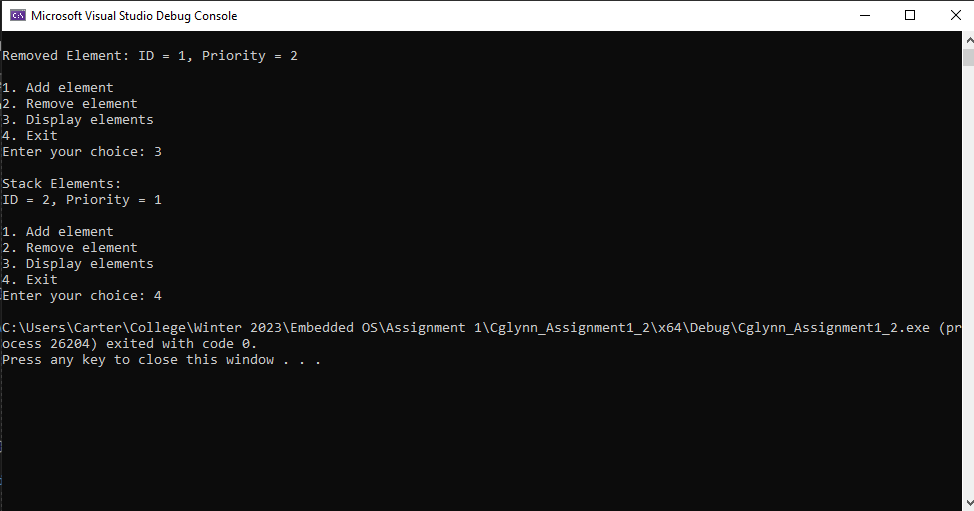 Microsoft Visual Studio Debug Console
Removed Element: ID = 1, Priority = 2
1. Add element
2. Remove element
3. Display elements
4. Exit
Enter your choice: 3
Stack Elements:
ID = 2, Priority = 1
1. Add element
2. Remove element
3. Display elements
4. Exit
Enter your choice: 4
C:\Users\Carter\College\Winter 2023\Embedded OS\Assignment 1\Cglynn_Assignment1_2\x64\Debug\Cglynn_Assignment1_2.exe (pr
ocess 26204) exited with code 0.
Press any key to close this window . . .